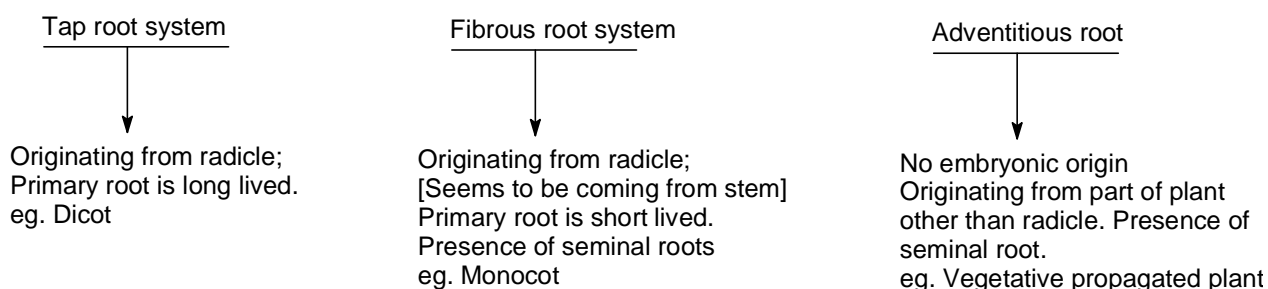 Tap root system
Originating from radicle;
Primary root is long lived.
eg. Dicot
Fibrous root system
Originating from radicle;
[Seems to be coming from stem]
Primary root is short lived.
Presence of seminal roots
eg. Monocot
Adventitious root
No embryonic origin
Originating from part of plant
other than radicle. Presence of
seminal root.
eg. Vegetative propagated plant